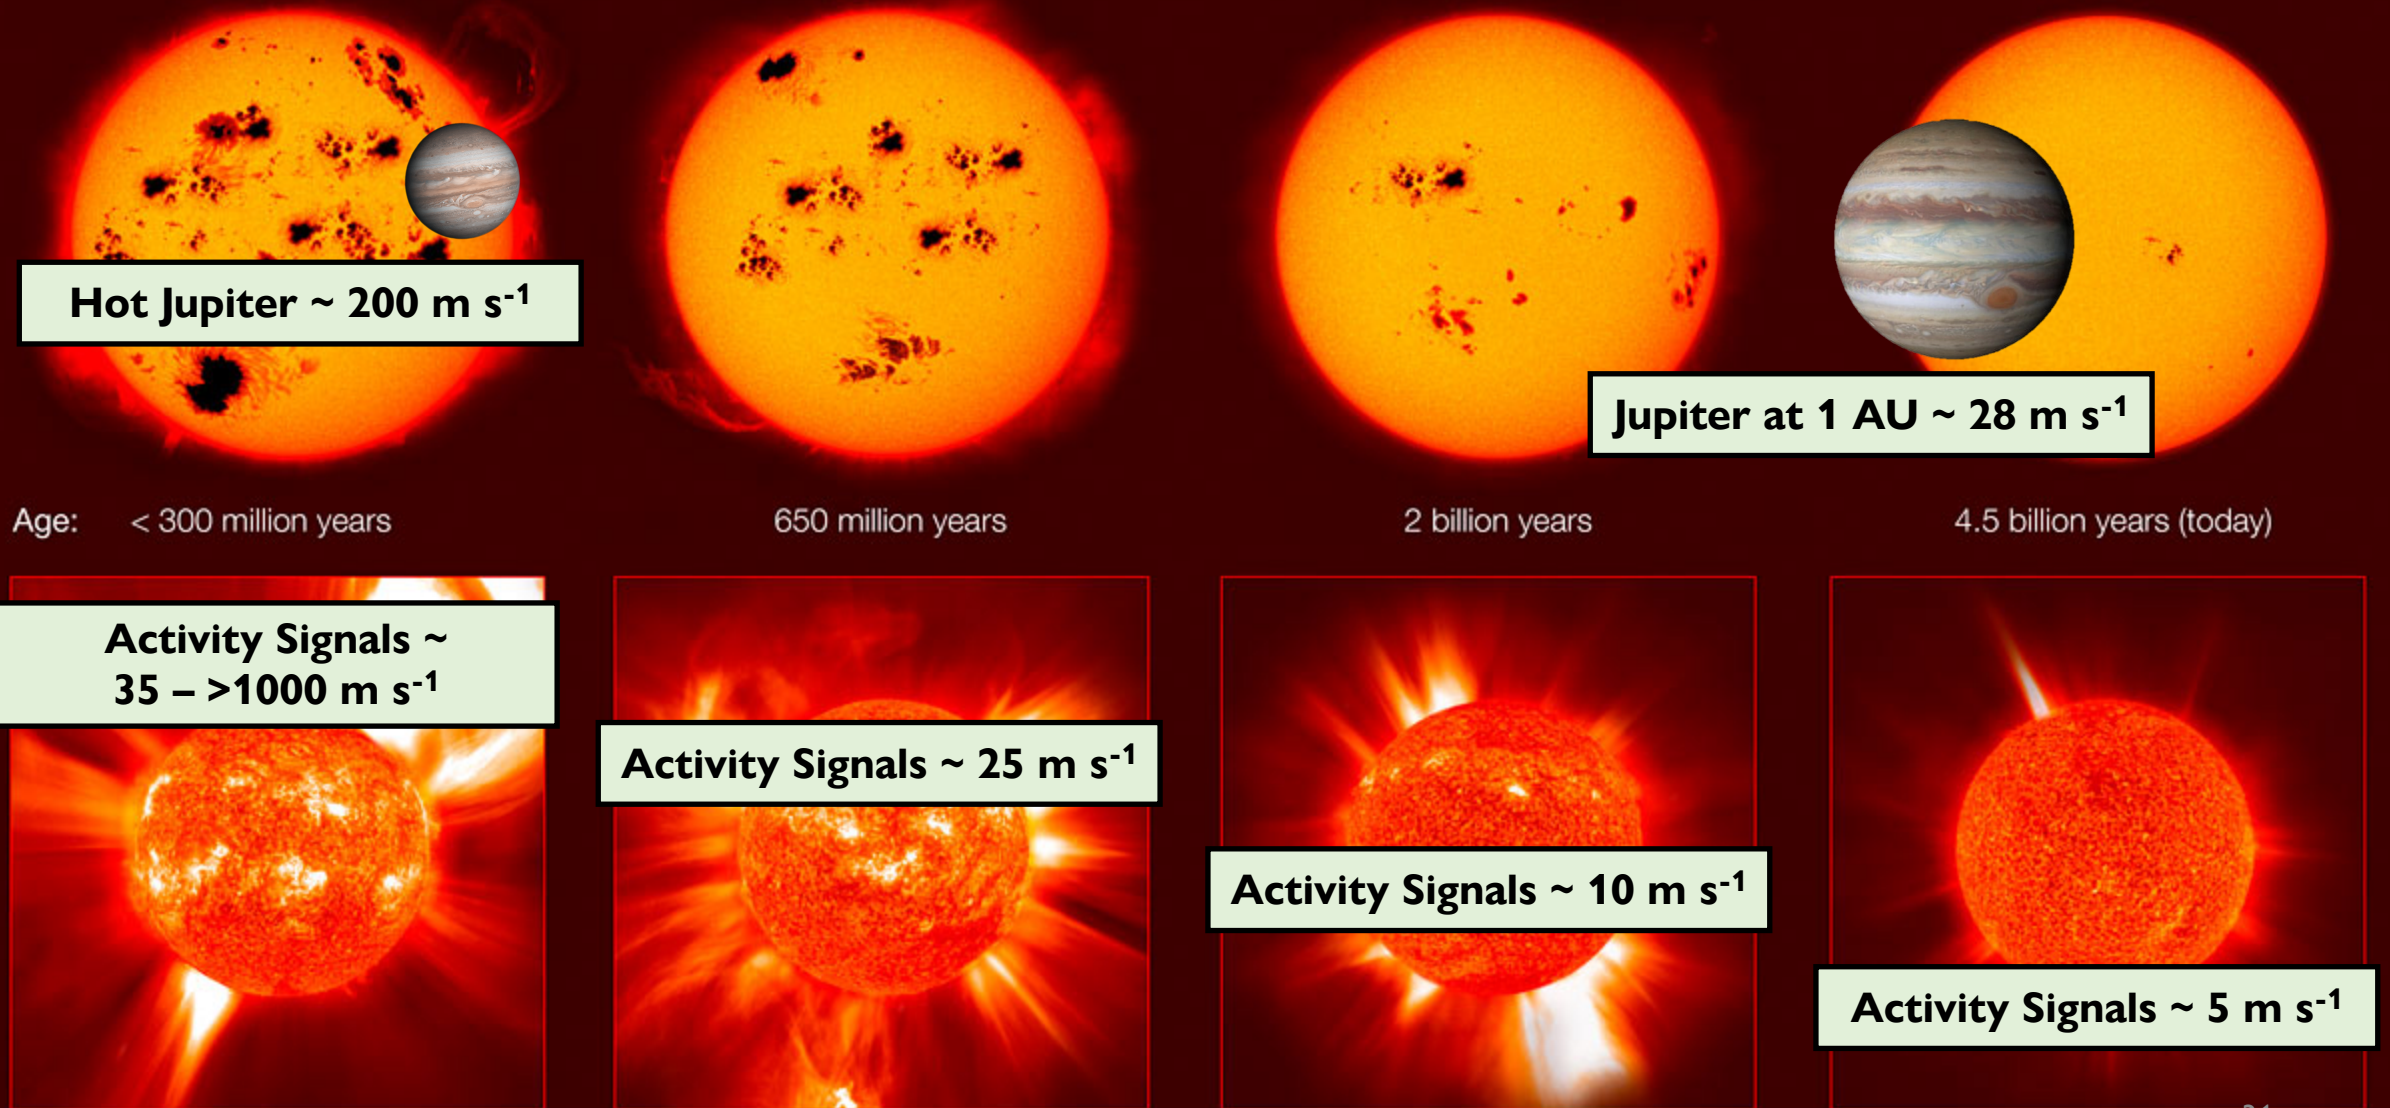 Hot Jupiter ~ 200 m s-1
Jupiter at 1 AU ~ 28 m s-1
Age: < 300 million years
650 million years
2 billion years
4.5 billion years (today)
Activity Signals ~
35 – >1000 m s-1
Activity Signals ~ 25 m s-1
Activity Signals ~ 10 m s-1
Activity Signals ~ 5 m s-1